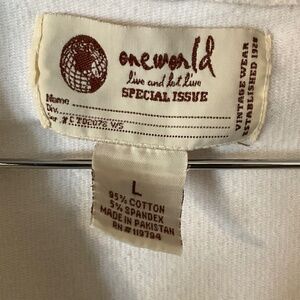 oneworld
live and let live
SPECIAL ISSUE
Name
VINTAGE WEAR
ESTABLISHED 1928
L
95% COTTON
5% SPANDEX
MADE IN PAKISTAN
RN# 119794